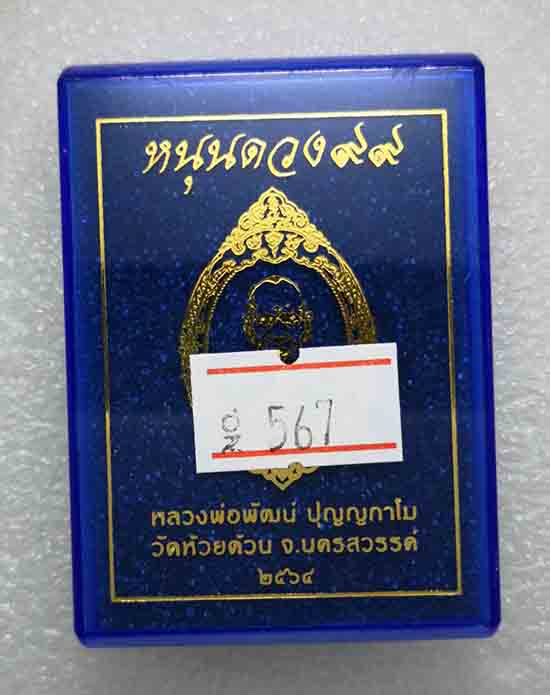 หนุนดวง๙๙
567
หลวงพ่อพัฒน์ ปุญญกาโม
วัดห้วยด้วน จ.นครสวรรค์
๒๕๖๔